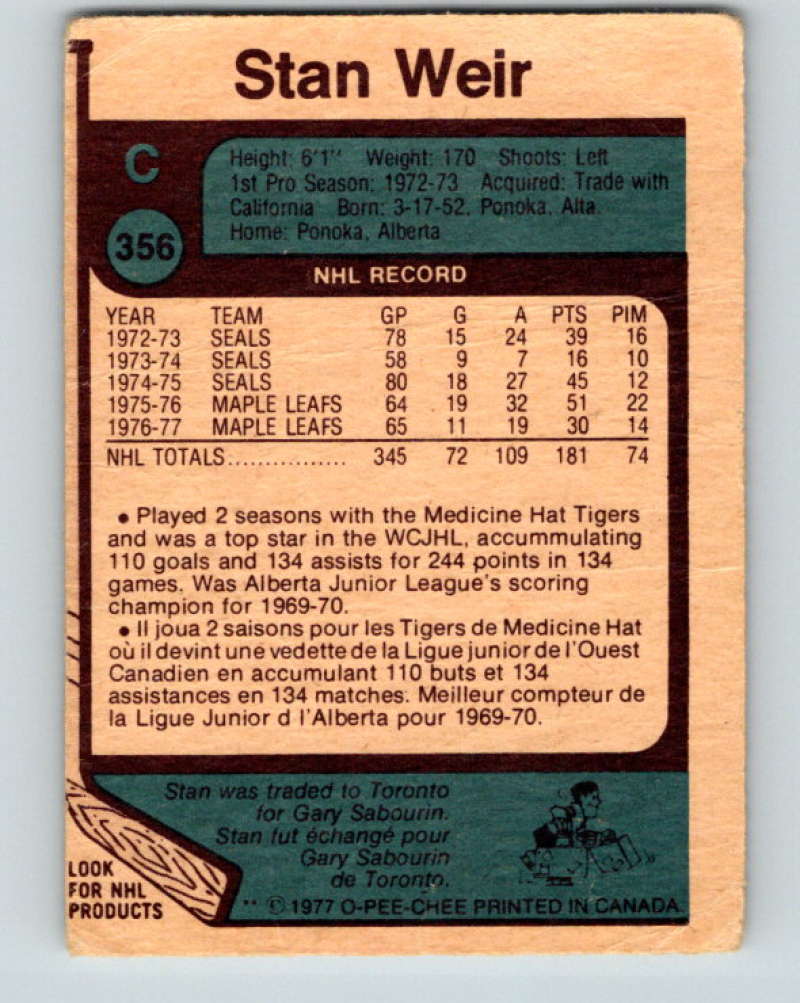 Stan Weir
C
Height: 6'1" Weight: 170 Shoots: Left
1st Pro Season: 1972-73 Acquired: Trade with
California Born: 3-17-52, Ponoka, Alta.
Home: Ponoka, Alberta
356
NHL RECORD
YEAR TEAM GP G A PTS PIM
1972-73 SEALS 78 15 24 39 16
1973-74 SEALS 58 9 7 16 10
1974-75 SEALS 80 18 27 45 12
1975-76 MAPLE LEAFS 64 19 32 51 22
1976-77 MAPLE LEAFS 65 11 19 30 14
NHL TOTALS................ 345 72 109 181 74
• Played 2 seasons with the Medicine Hat Tigers
and was a top star in the WCJHL, accummulating
110 goals and 134 assists for 244 points in 134
games. Was Alberta Junior League's scoring
champion for 1969-70.
• Il joua 2 saisons pour les Tigers de Medicine Hat
où il devint une vedette de la Ligue junior de l'Ouest
Canadien en accumulant 110 buts et 134
assistances en 134 matches. Meilleur compteur de
la Ligue Junior d l'Alberta pour 1969-70.
Stan was traded to Toronto
for Gary Sabourin.
Stan fut échangé pour
Gary Sabourin
de Toronto.
LOOK
FOR NHL
PRODUCTS
** © 1977 O-PEE-CHEE PRINTED IN CANADA